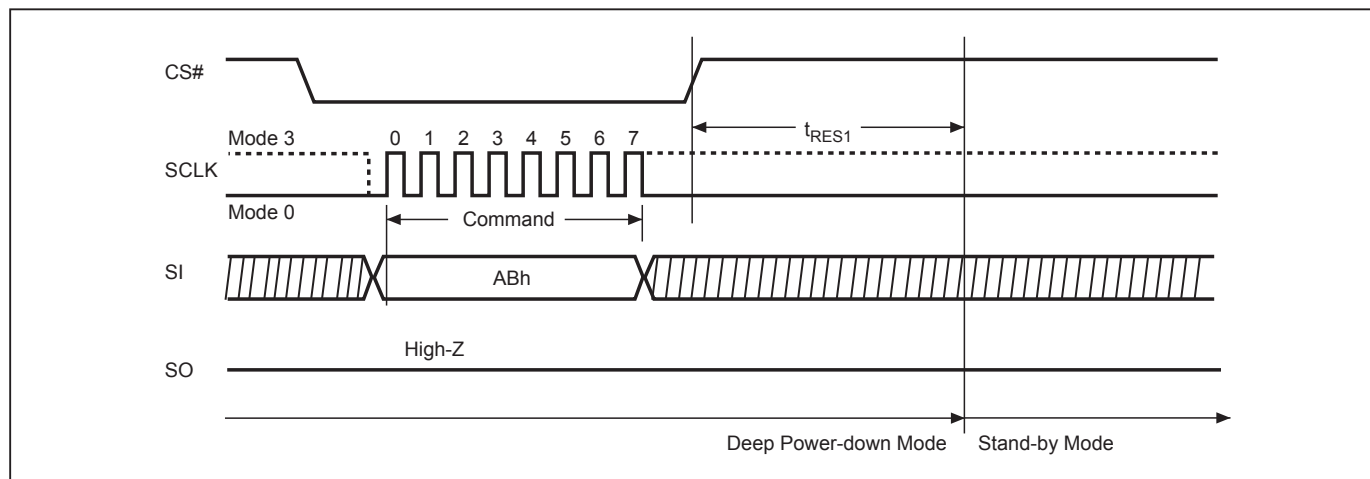 CS#
tRES1
Mode 3
0 1 2 3 4 5 6 7
SCLK
Mode 0
Command
SI
ABh
High-Z
SO
Deep Power-down Mode
Stand-by Mode